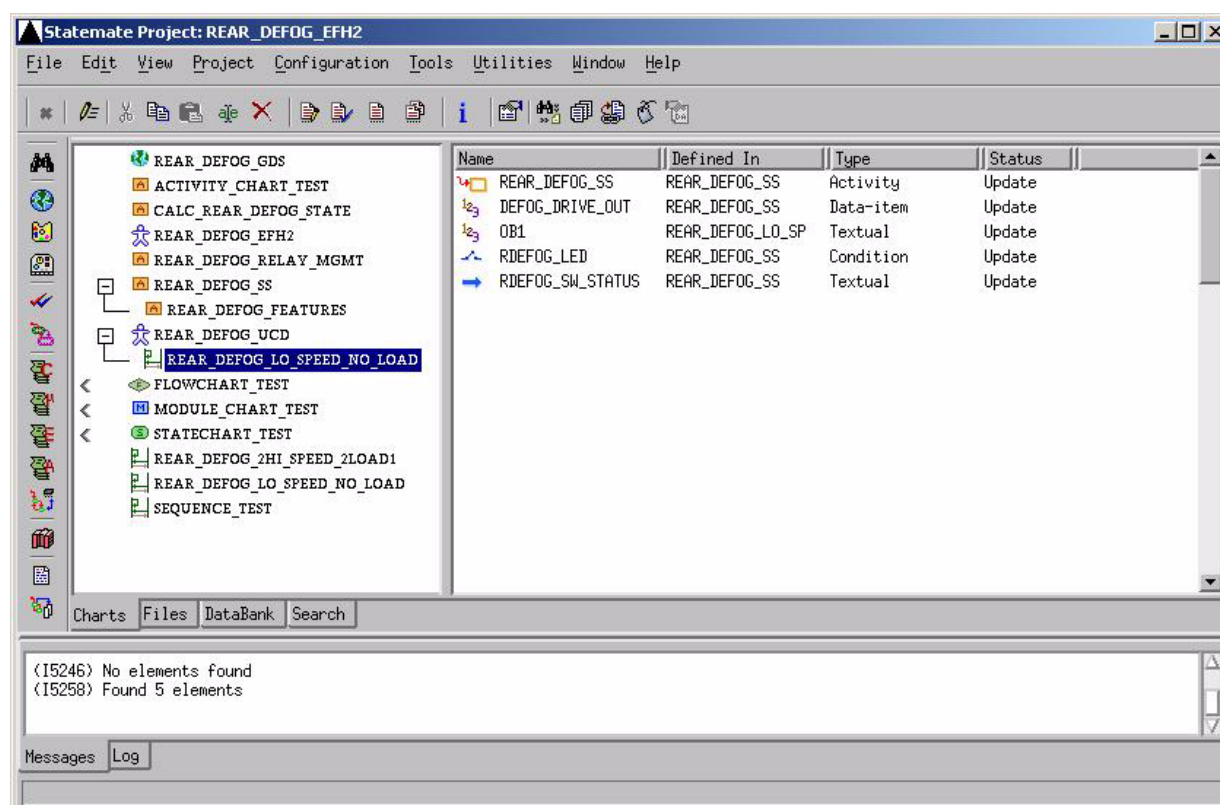 Statemate Project: REAR_DEFOG_EFH2
File Edit View Project Configuration Tools Utilities Window Help
REAR_DEFOG_GDS
ACTIVITY_CHART_TEST
CALC_REAR_DEFOG_STATE
REAR_DEFOG_EFH2
REAR_DEFOG_RELAY_MGMT
REAR_DEFOG_SS
REAR_DEFOG_FEATURES
REAR_DEFOG_UCD
REAR_DEFOG_LO_SPEED_NO_LOAD
FLOWCHART_TEST
MODULE_CHART_TEST
STATECHART_TEST
REAR_DEFOG_2HI_SPEED_2LOAD1
REAR_DEFOG_LO_SPEED_NO_LOAD
SEQUENCE_TEST
Charts Files DataBank Search
Name Defined In Type Status
REAR_DEFOG_SS REAR_DEFOG_SS Activity Update
DEFOG_DRIVE_OUT REAR_DEFOG_SS Data-item Update
OB1 REAR_DEFOG_LO_SP Textual Update
RDEFOG_LED REAR_DEFOG_SS Condition Update
RDEFOG_SW_STATUS REAR_DEFOG_SS Textual Update
(I5246) No elements found
(I5258) Found 5 elements
Messages Log